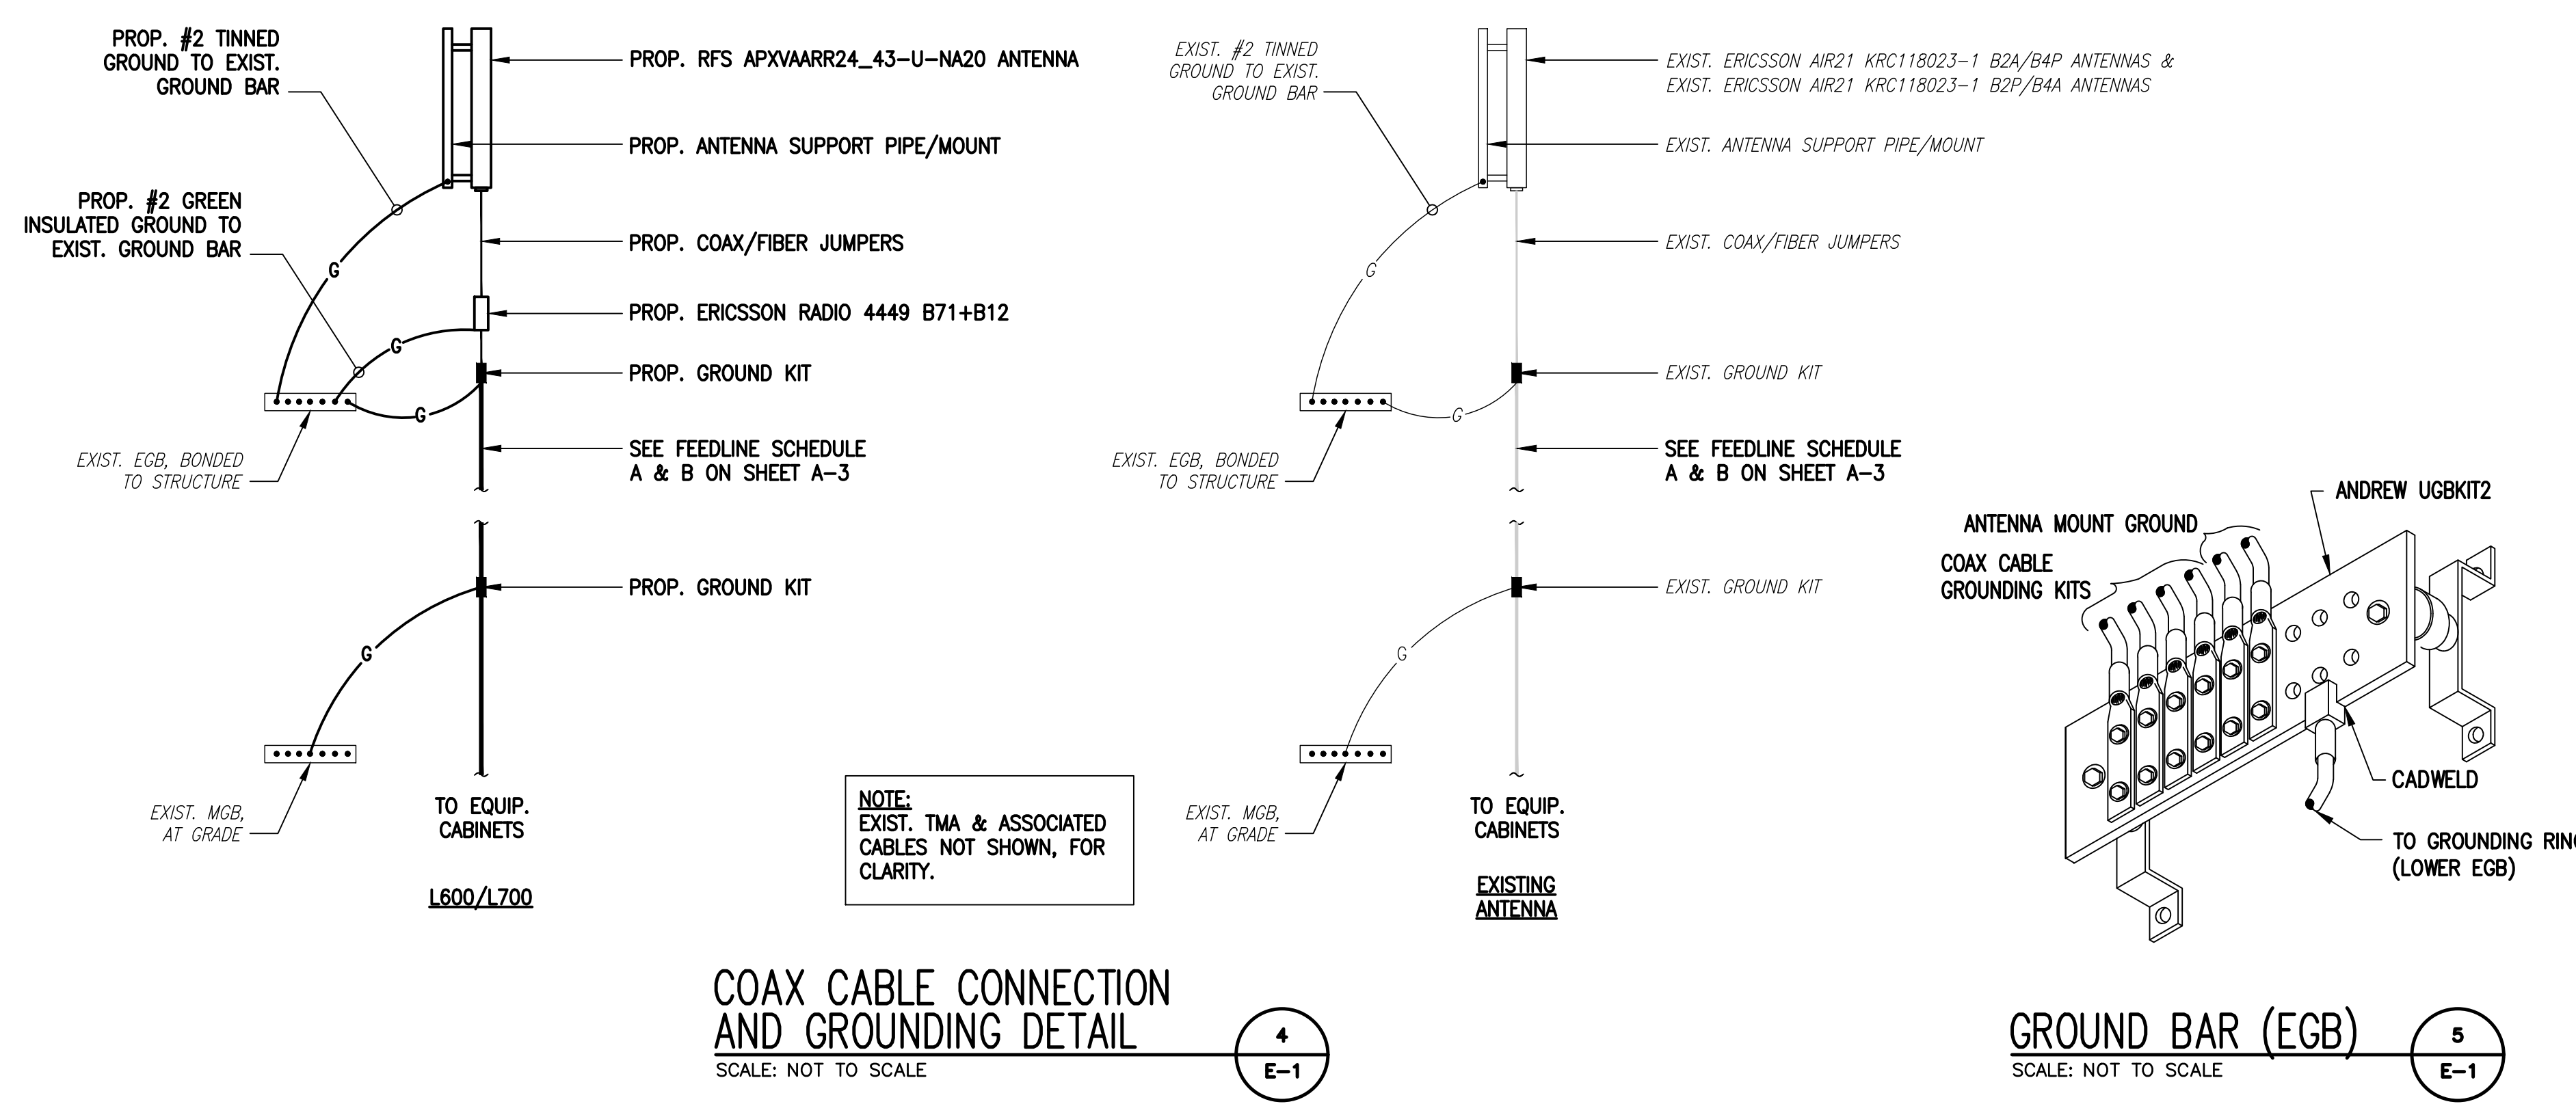 PROP. #2 TINNED
GROUND TO EXIST.
GROUND BAR
PROP. #2 GREEN
INSULATED GROUND TO
EXIST. GROUND BAR
PROP. RFS APXVAARR24_43-U-NA20 ANTENNA
PROP. ANTENNA SUPPORT PIPE/MOUNT
PROP. COAX/FIBER JUMPERS
PROP. ERICSSON RADIO 4449 B71+B12
PROP. GROUND KIT
SEE FEEDLINE SCHEDULE
A & B ON SHEET A-3
PROP. GROUND KIT
G
G
G
G
EXIST. EGB, BONDED
TO STRUCTURE
EXIST. MGB,
AT GRADE
TO EQUIP.
CABINETS
L600/L700
NOTE:
EXIST. TMA & ASSOCIATED
CABLES NOT SHOWN, FOR
CLARITY.
EXIST. #2 TINNED
GROUND TO EXIST.
GROUND BAR
EXIST. ERICSSON AIR21 KRC118023-1 B2A/B4P ANTENNAS &
EXIST. ERICSSON AIR21 KRC118023-1 B2P/B4A ANTENNAS
EXIST. ANTENNA SUPPORT PIPE/MOUNT
EXIST. COAX/FIBER JUMPERS
EXIST. GROUND KIT
SEE FEEDLINE SCHEDULE
A & B ON SHEET A-3
EXIST. GROUND KIT
G
G
G
EXIST. EGB, BONDED
TO STRUCTURE
EXIST. MGB,
AT GRADE
TO EQUIP.
CABINETS
EXISTING
ANTENNA
COAX CABLE CONNECTION
AND GROUNDING DETAIL
SCALE: NOT TO SCALE
4
E-1
ANDREW UGBKIT2
ANTENNA MOUNT GROUND
COAX CABLE
GROUNDING KITS
CADWELD
TO GROUNDING RIN
(LOWER EGB)
GROUND BAR (EGB)
SCALE: NOT TO SCALE
5
E-1